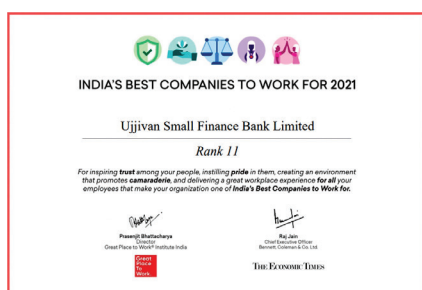 INDIA'S BEST COMPANIES TO WORK FOR 2021
Ujjivan Small Finance Bank Limited
Rank 11
For inspiring trust among your people, instilling pride in them, creating an environment
that promotes camaraderie, and delivering a great workplace experience for all your
employees that make your organization one of India's Best Companies to Work for.
Prasenjit Bhattacharya
Director
Great Place to Work® Institute India
Raj Jain
Chief Executive Officer
Bennett Coleman & Co. Ltd
Great
Place
To
Work
THE ECONOMIC TIMES